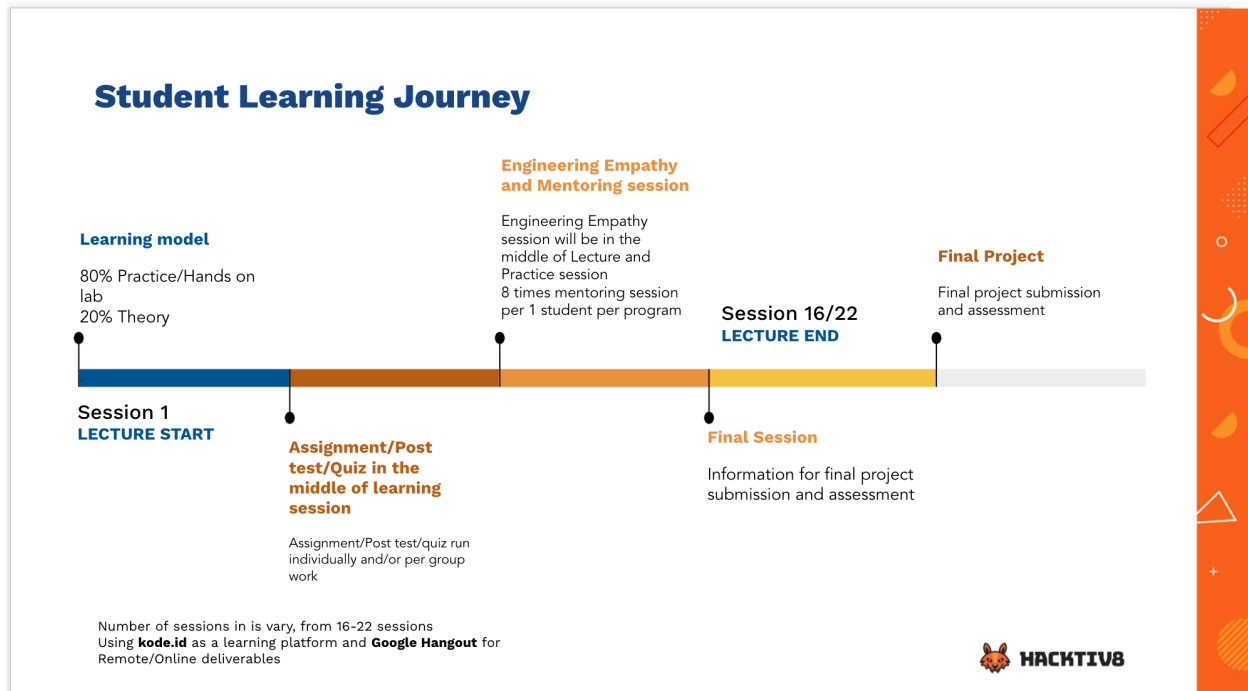 Student Learning Journey
Learning model
80% Practice/Hands on
lab
20% Theory
Session 1
LECTURE START
Assignment/Post
test/Quiz in the
middle of learning
session
Assignment/Post test/quiz run
individually and/or per group
work
Engineering Empathy
and Mentoring session
Engineering Empathy
session will be in the
middle of Lecture and
Practice session
8 times mentoring session
per 1 student per program
Session 16/22
LECTURE END
Final Session
Information for final project
submission and assessment
Final Project
Final project submission
and assessment
Number of sessions in is vary, from 16-22 sessions
Using kode.id as a learning platform and Google Hangout for
Remote/Online deliverables
HACKTIV8